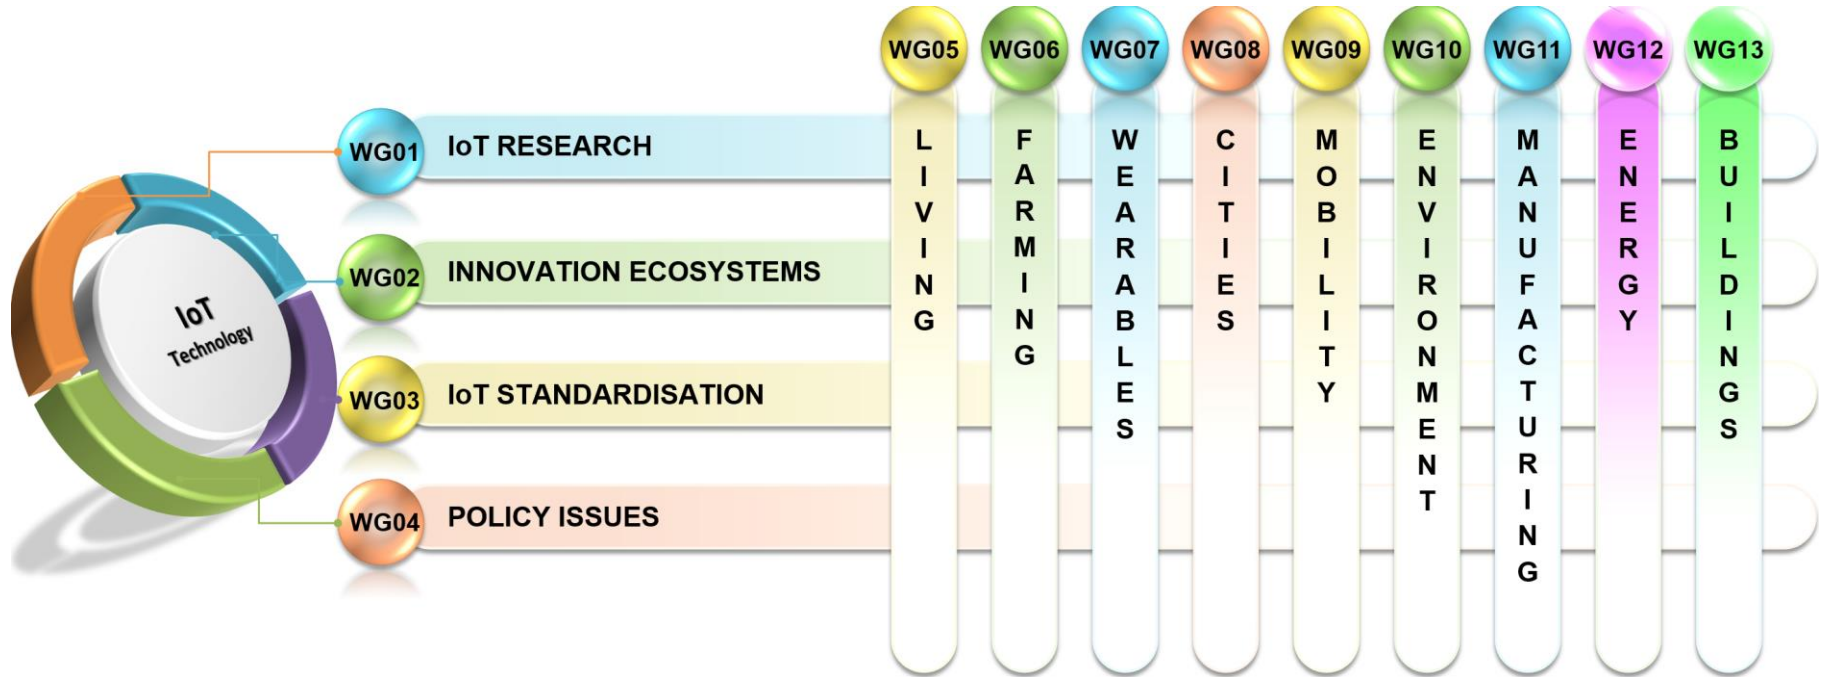 WG05 WG06 WG07 WG08 WG09 WG10 WG11 WG12 WG13
LIVING
FARMING
WEARABLES
CITIES
MOBILITY
ENVIRONMENT
MANUFACTURING
ENERGY
BUILDINGS
WG01 IoT RESEARCH
WG02 INNOVATION ECOSYSTEMS
WG03 IoT STANDARDISATION
WG04 POLICY ISSUES
IoT
Technology